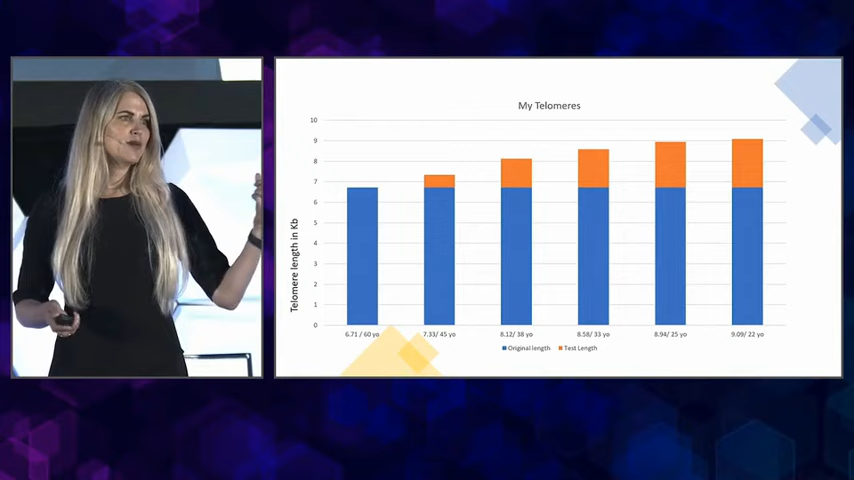 My Telomeres
10
9
8
7
6
5
4
3
2
1
0
Telomere length in Kb
6.71 / 60 yo
7.33/ 45 yo
8.12/ 38 yo
8.58/ 33 yo
8.94/ 25 yo
9.09/ 22 yo
Original length
Test Length